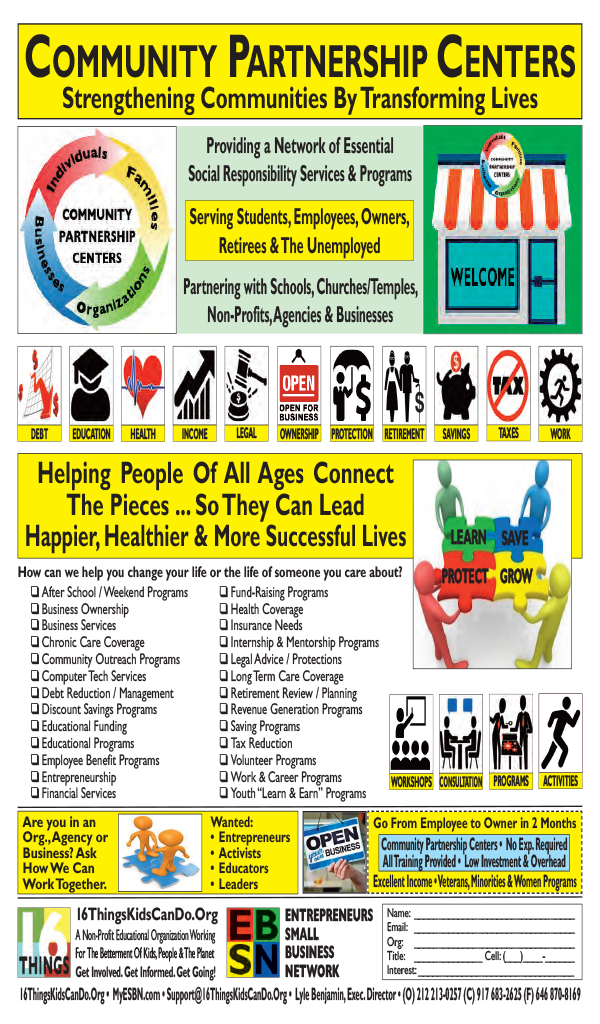 COMMUNITY PARTNERSHIP CENTERS
Strengthening Communities By Transforming Lives
Individuals
Families
Organizations
Businesses
COMMUNITY
PARTNERSHIP
CENTERS
Providing a Network of Essential
Social Responsibility Services & Programs
Serving Students, Employees, Owners,
Retirees & The Unemployed
Partnering with Schools, Churches/Temples,
Non-Profits, Agencies & Businesses
COMMUNITY
PARTNERSHIP
CENTERS
WELCOME
OPEN
OPEN FOR
BUSINESS
TAX
DEBT
EDUCATION
HEALTH
INCOME
LEGAL
OWNERSHIP
PROTECTION
RETIREMENT
SAVINGS
TAXES
WORK
Helping People Of All Ages Connect
The Pieces ... So They Can Lead
Happier, Healthier & More Successful Lives
LEARN
SAVE
PROTECT
GROW
How can we help you change your life or the life of someone you care about?
❑ After School / Weekend Programs
❑ Business Ownership
❑ Business Services
❑ Chronic Care Coverage
❑ Community Outreach Programs
❑ Computer Tech Services
❑ Debt Reduction / Management
❑ Discount Savings Programs
❑ Educational Funding
❑ Educational Programs
❑ Employee Benefit Programs
❑ Entrepreneurship
❑ Financial Services
❑ Fund-Raising Programs
❑ Health Coverage
❑ Insurance Needs
❑ Internship & Mentorship Programs
❑ Legal Advice / Protections
❑ Long Term Care Coverage
❑ Retirement Review / Planning
❑ Revenue Generation Programs
❑ Saving Programs
❑ Tax Reduction
❑ Volunteer Programs
❑ Work & Career Programs
❑ Youth “Learn & Earn” Programs
WORKSHOPS
CONSULTATION
PROGRAMS
ACTIVITIES
Are you in an
Org., Agency or
Business? Ask
How We Can
Work Together.
Wanted:
• Entrepreneurs
• Activists
• Educators
• Leaders
OPEN
your own
BUSINESS
Go From Employee to Owner in 2 Months
Community Partnership Centers • No Exp. Required
All Training Provided • Low Investment & Overhead
Excellent Income • Veterans, Minorities & Women Programs
16
THINGS
16ThingsKidsCanDo.Org
A Non-Profit Educational Organization Working
For The Betterment Of Kids, People & The Planet
Get Involved. Get Informed. Get Going!
EB
SN
ENTREPRENEURS
SMALL
BUSINESS
NETWORK
Name:
Email:
Org:
Title: Cell: (___)____-____
Interest:
16ThingsKidsCanDo.Org • MyESBN.com • Support@16ThingsKidsCanDo.Org • Lyle Benjamin, Exec. Director • (O) 212 213-0257 (C) 917 683-2625 (F) 646 870-8169